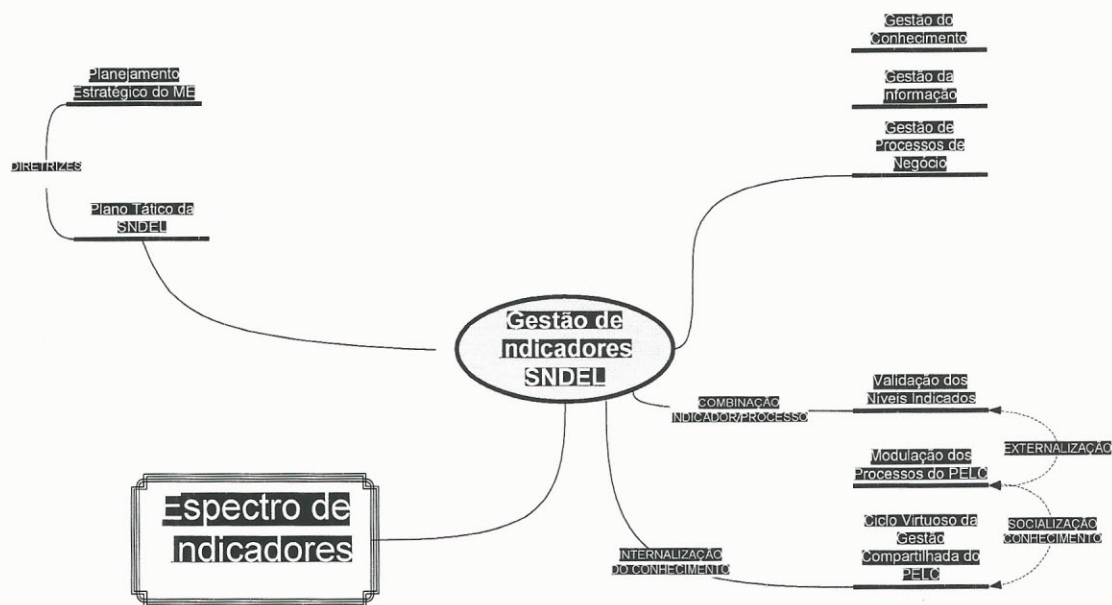 Planejamento
Estratégico do ME
DIRETRIZES
Plano Tático da
SNDEL
Gestão do
Conhecimento
Gestão da
Informação
Gestão de
Processos de
Negócio
Gestão de
Indicadores
SNDEL
COMBINAÇÃO
INDICADOR/PROCESSO
Validação dos
Níveis Indicados
EXTERNALIZAÇÃO
Modulação dos
Processos do PELC
SOCIALIZAÇÃO
CONHECIMENTO
Ciclo Virtuoso da
Gestão
Compartilhada do
PELC
INTERNALIZAÇÃO
DO CONHECIMENTO
Espectro de
Indicadores